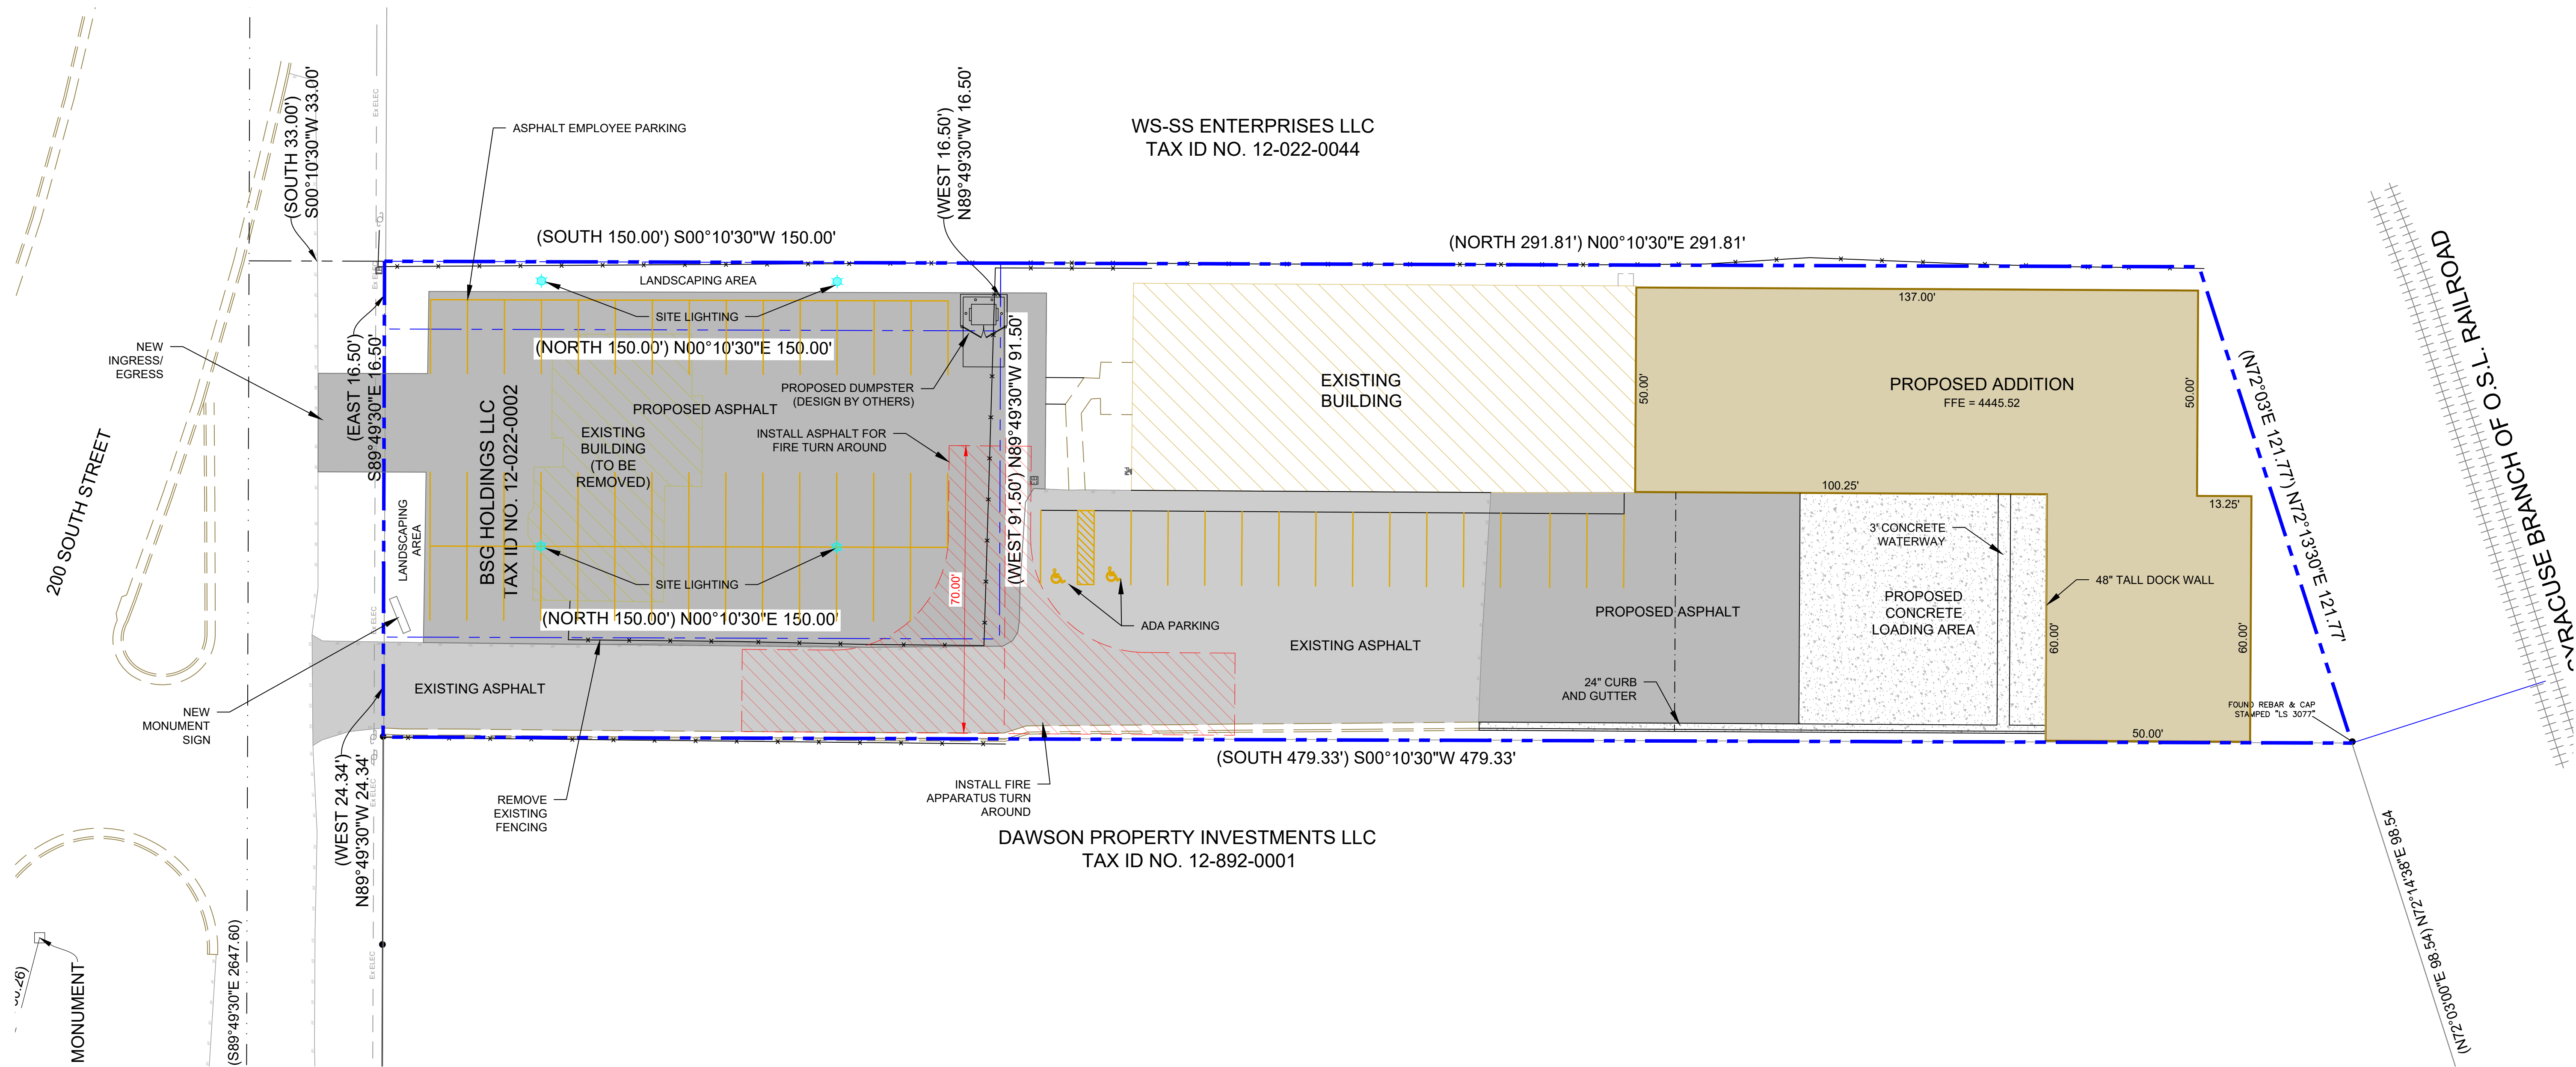 (SOUTH 33.00')
S00°10'30"W 33.00'
Ex ELEC
ASPHALT EMPLOYEE PARKING
(WEST 16.50')
N89°49'30"W 16.50'
WS-SS ENTERPRISES LLC
TAX ID NO. 12-022-0044
(SOUTH 150.00') S00°10'30"W 150.00'
(NORTH 291.81') N00°10'30"E 291.81'
SYRACUSE BRANCH OF O.S.L. RAILROAD
Ex ELEC
LANDSCAPING AREA
SITE LIGHTING
137.00'
NEW
INGRESS/
EGRESS
(EAST 16.50')
S89°49'30"E 16.50'
(NORTH 150.00') N00°10'30"E 150.00'
(WEST 91.50') N89°49'30"W 91.50'
PROPOSED DUMPSTER
(DESIGN BY OTHERS)
EXISTING
BUILDING
50.00'
PROPOSED ADDITION
FFE = 4445.52
50.00'
(N72°03'E 121.77') N72°13'30"E 121.77'
200 SOUTH STREET
BSG HOLDINGS LLC
TAX ID NO. 12-022-0002
PROPOSED ASPHALT
EXISTING
BUILDING
(TO BE
REMOVED)
INSTALL ASPHALT FOR
FIRE TURN AROUND
100.25'
13.25'
LANDSCAPING
AREA
3' CONCRETE
WATERWAY
SITE LIGHTING
70.00'
48" TALL DOCK WALL
PROPOSED
CONCRETE
LOADING AREA
PROPOSED ASPHALT
ADA PARKING
Ex ELEC
(NORTH 150.00') N00°10'30"E 150.00'
EXISTING ASPHALT
60.00'
60.00'
EXISTING ASPHALT
24" CURB
AND GUTTER
NEW
MONUMENT
SIGN
FOUND REBAR & CAP
STAMPED "LS 3077"
50.00'
(SOUTH 479.33') S00°10'30"W 479.33'
(WEST 24.34')
N89°49'30"W 24.34'
Ex ELEC
REMOVE
EXISTING
FENCING
INSTALL FIRE
APPARATUS TURN
AROUND
DAWSON PROPERTY INVESTMENTS LLC
TAX ID NO. 12-892-0001
(N72°03'00"E 98.54) N72°14'38"E 98.54
(S89°49'30"E 2647.60)
Ex ELEC
MONUMENT